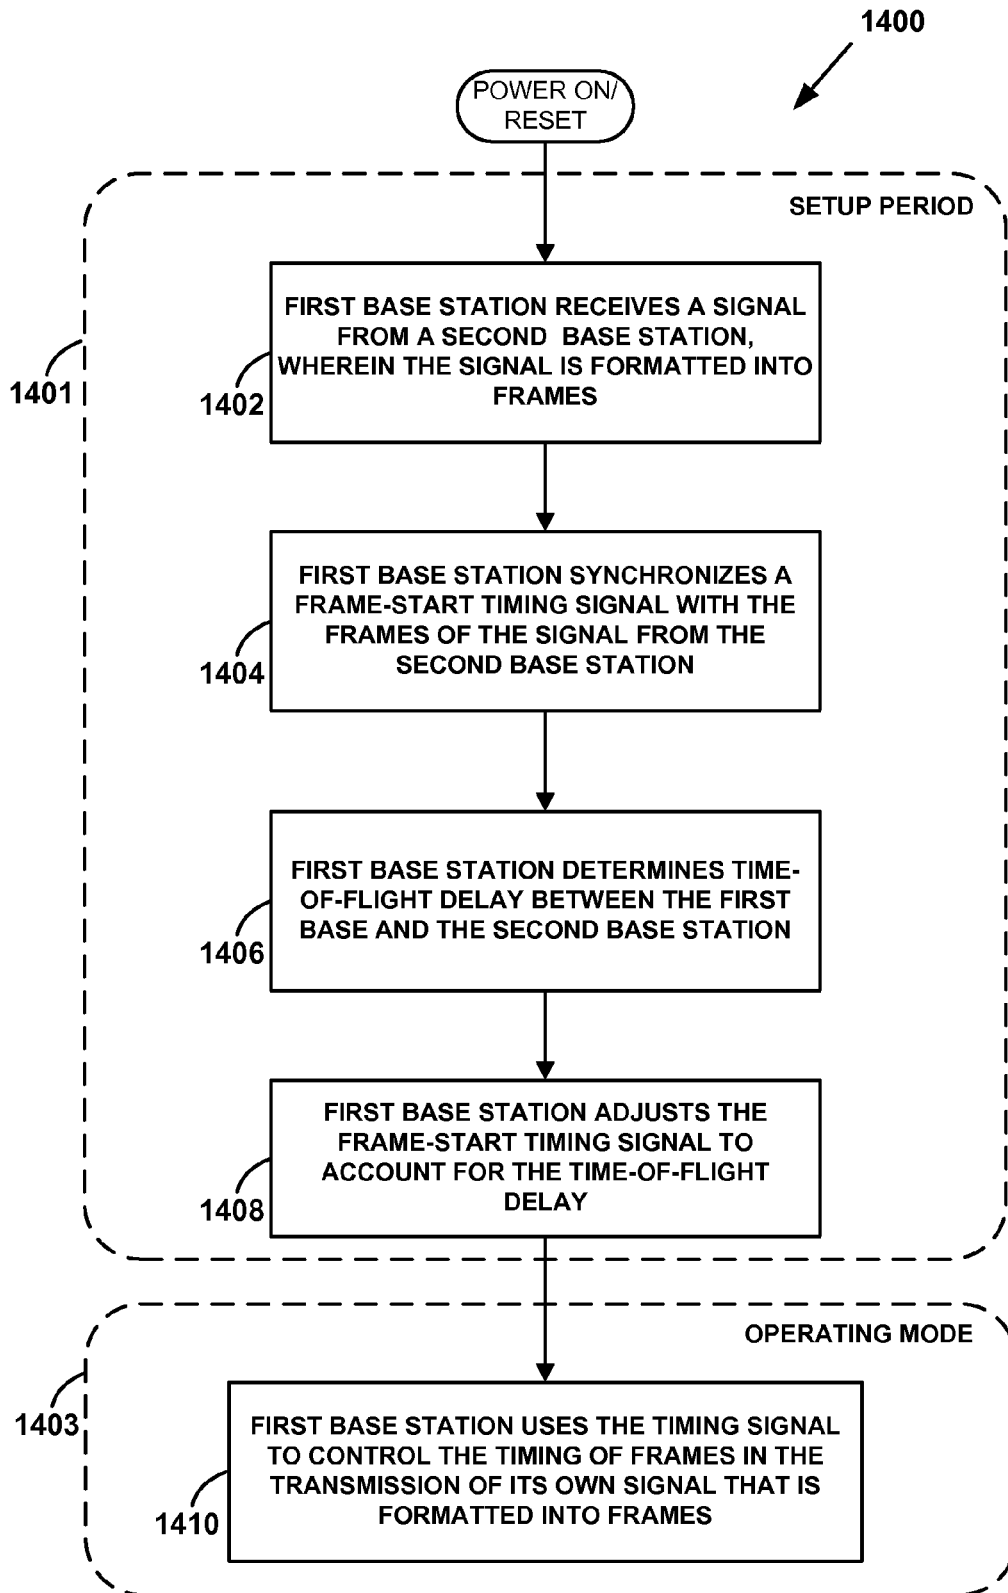 1400
POWER ON/
RESET
SETUP PERIOD
1401
FIRST BASE STATION RECEIVES A SIGNAL
FROM A SECOND BASE STATION,
WHEREIN THE SIGNAL IS FORMATTED INTO
FRAMES
1402
FIRST BASE STATION SYNCHRONIZES A
FRAME-START TIMING SIGNAL WITH THE
FRAMES OF THE SIGNAL FROM THE
SECOND BASE STATION
1404
FIRST BASE STATION DETERMINES TIME-
OF-FLIGHT DELAY BETWEEN THE FIRST
BASE AND THE SECOND BASE STATION
1406
FIRST BASE STATION ADJUSTS THE
FRAME-START TIMING SIGNAL TO
ACCOUNT FOR THE TIME-OF-FLIGHT
DELAY
1408
OPERATING MODE
1403
FIRST BASE STATION USES THE TIMING SIGNAL
TO CONTROL THE TIMING OF FRAMES IN THE
TRANSMISSION OF ITS OWN SIGNAL THAT IS
FORMATTED INTO FRAMES
1410